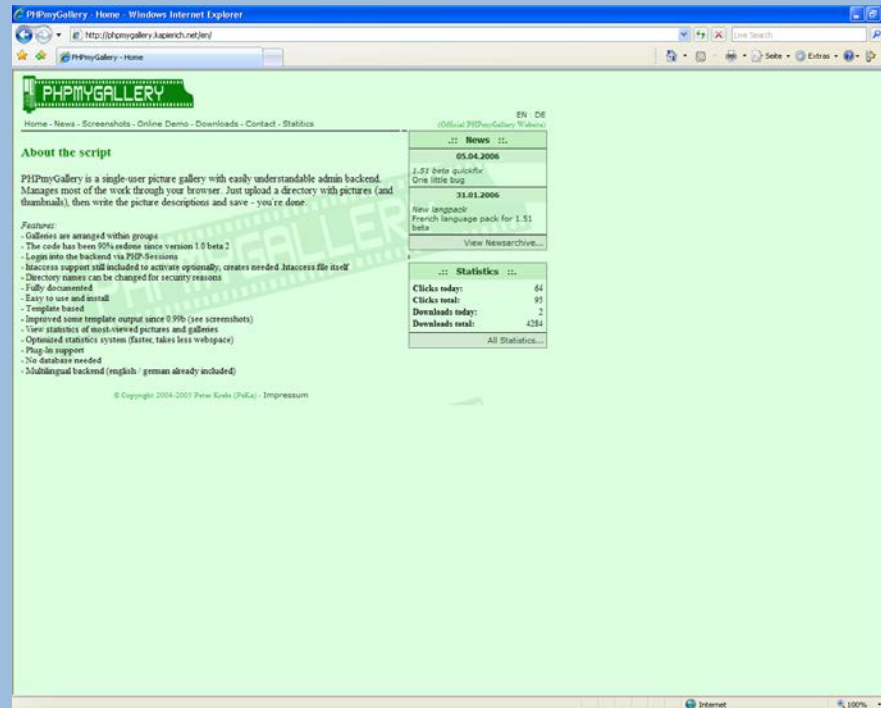 PHPmyGallery - Home - Windows Internet Explorer
http://phpmygallery.kapierich.net/en/
Live Search
PHPmyGallery - Home
Seite
Extras
PHPMYGALLERY
EN DE
Home - News - Screenshots - Online Demo - Downloads - Contact - Statitics
(Official PHPmyGallery Website)
About the script
PHPmyGallery is a single-user picture gallery with easily understandable admin backend.
Manages most of the work through your browser. Just upload a directory with pictures (and
thumbnails), then write the picture descriptions and save - you're done.
Features:
- Galleries are arranged within groups
- The code has been 90% redone since version 1.0 beta 2
- Login into the backend via PHP-Sessions
- htaccess support still included to activate optionally, creates needed .htaccess file itself
- Directory names can be changed for security reasons
- Fully documented
- Easy to use and install
- Template based
- Improved some template output since 0.99b (see screenshots)
- View statistics of most-viewed pictures and galleries
- Optimized statistics system (faster, takes less webspace)
- Plug-In support
- No database needed
- Multilingual backend (english / german already included)
© Copyright 2004-2005 Peter Krebs (PeKa) - Impressum
.:: News ::.
05.04.2006
1.51 beta quickfix
One little bug
31.01.2006
New langpack
French language pack for 1.51
beta
View Newsarchive...
.:: Statistics ::.
Clicks today: 64
Clicks total: 95
Downloads today: 2
Downloads total: 4284
All Statistics...
PHPMYGALLERY
Internet
100%